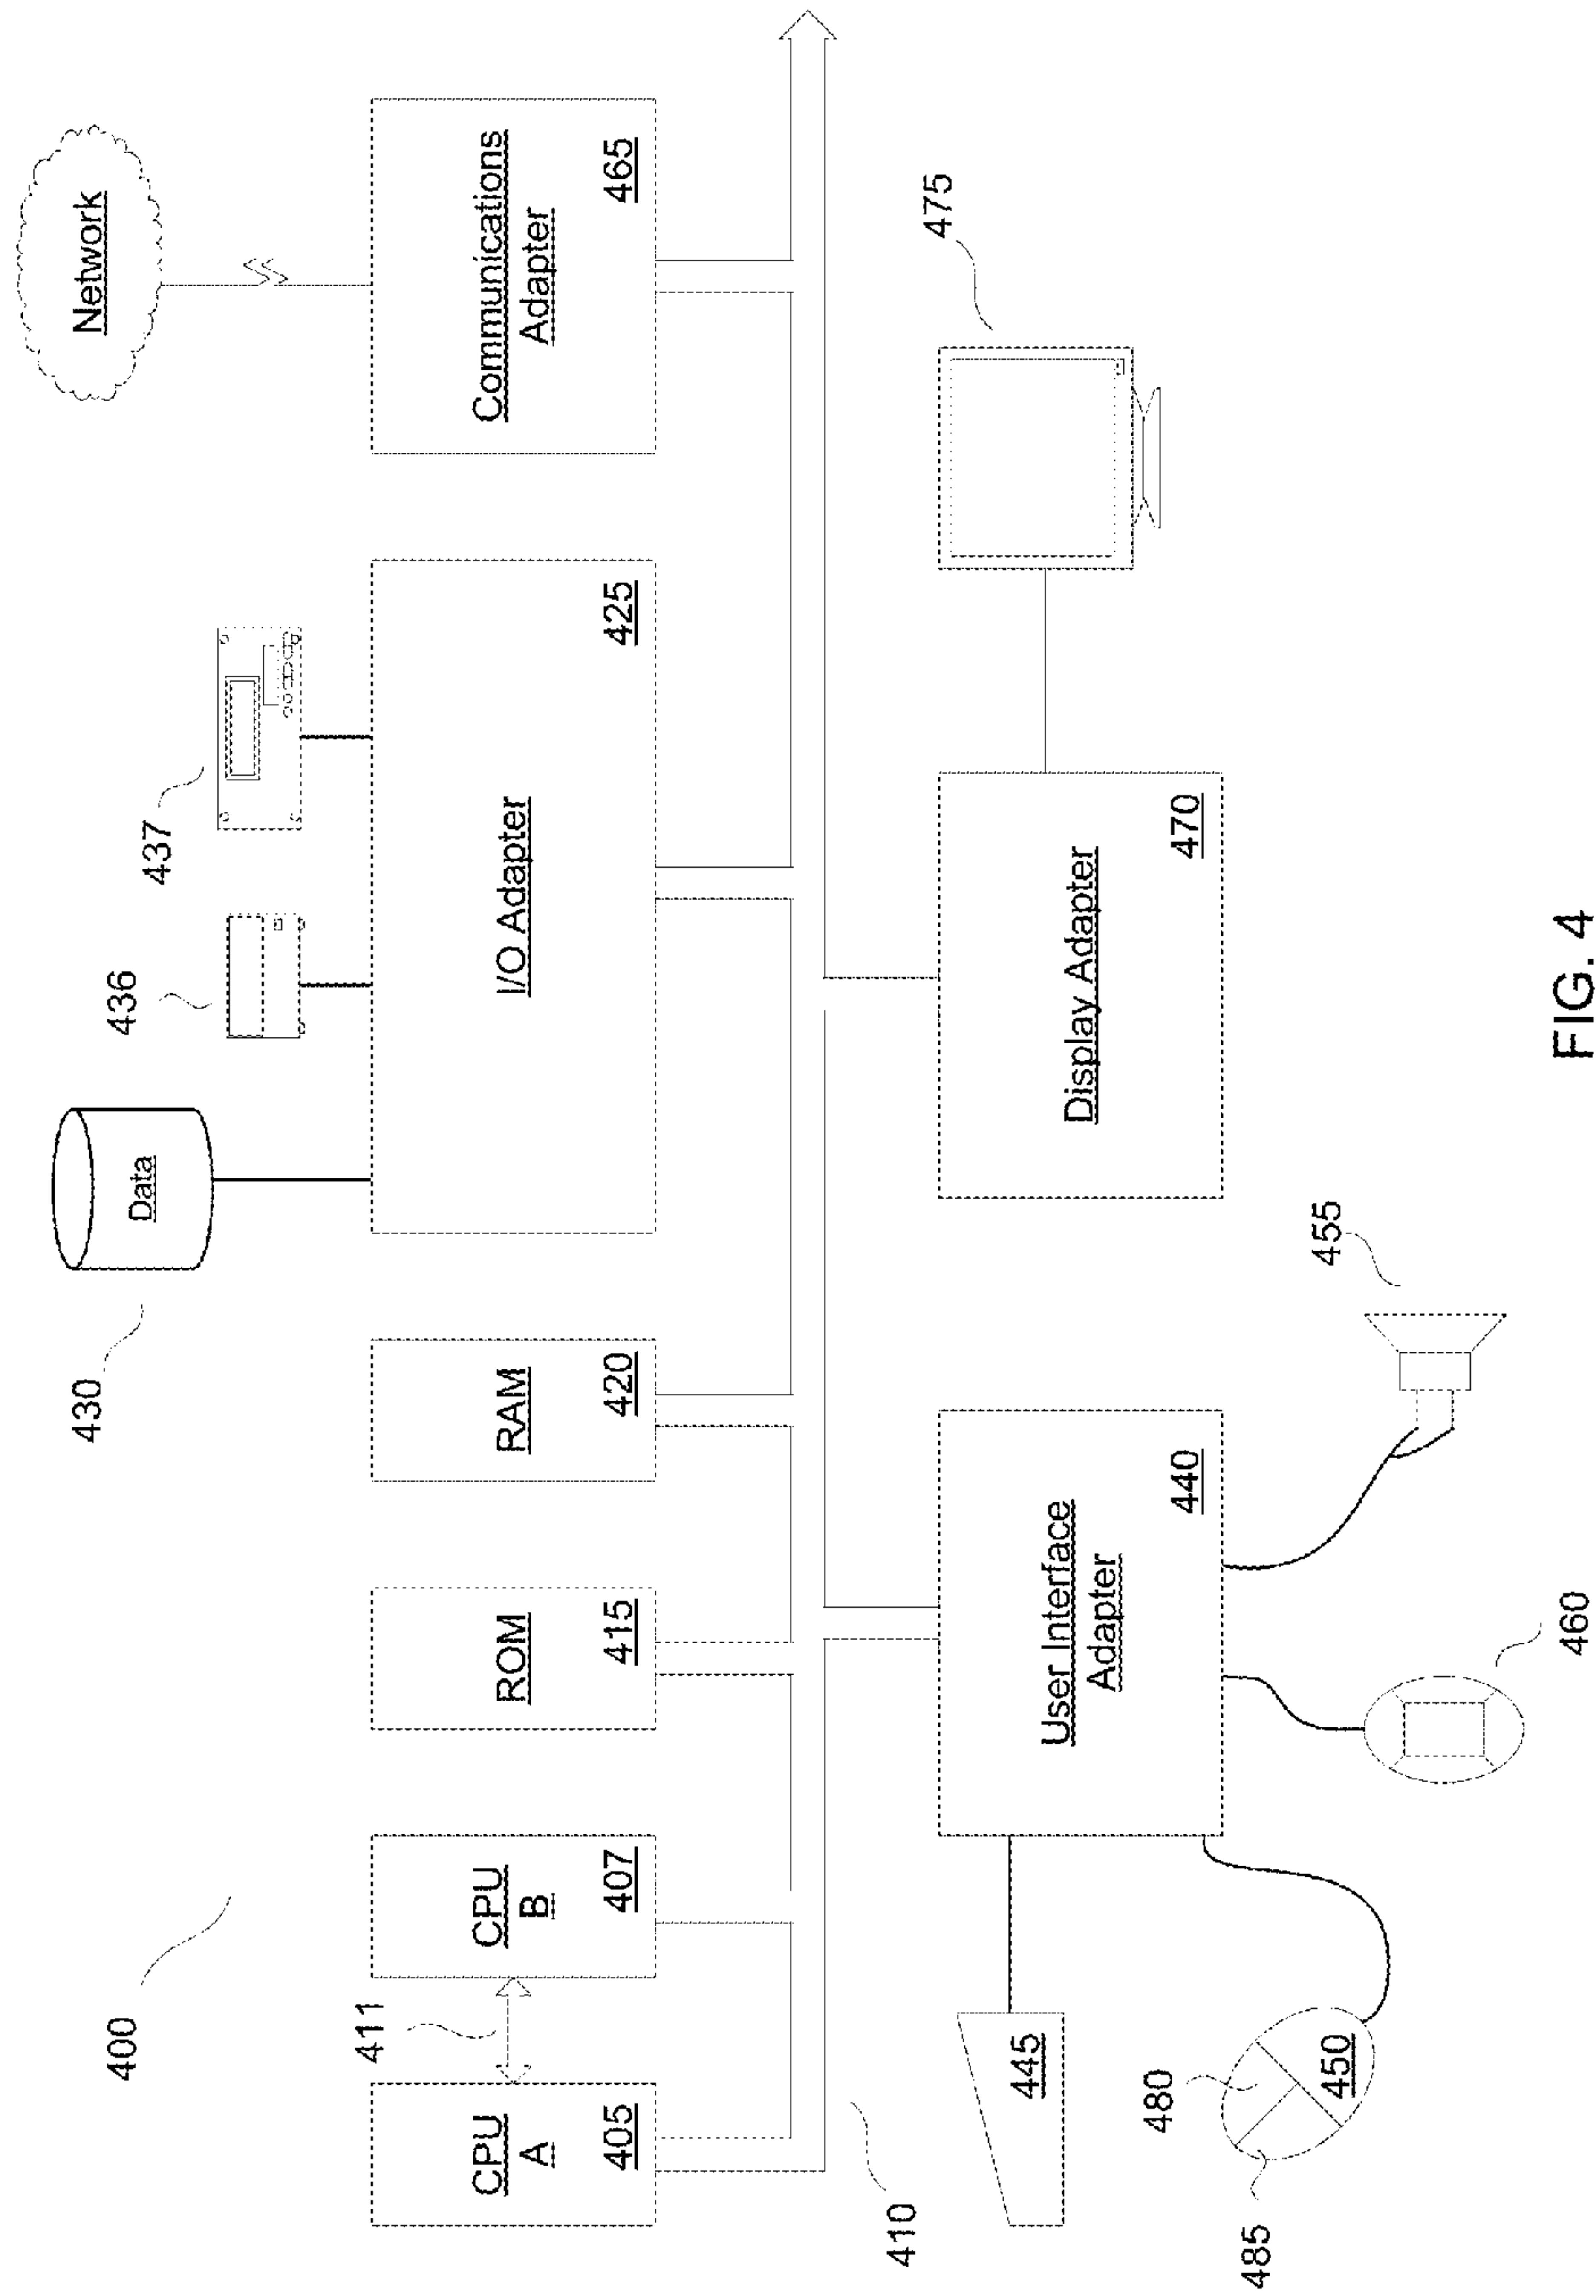 400
430
436
437
Data
Network
411
CPU
A
405
CPU
B
407
ROM
415
RAM
420
I/O Adapter
425
Communications
Adapter
465
410
445
480
485
450
User Interface
Adapter
440
460
455
Display Adapter
470
475
FIG. 4